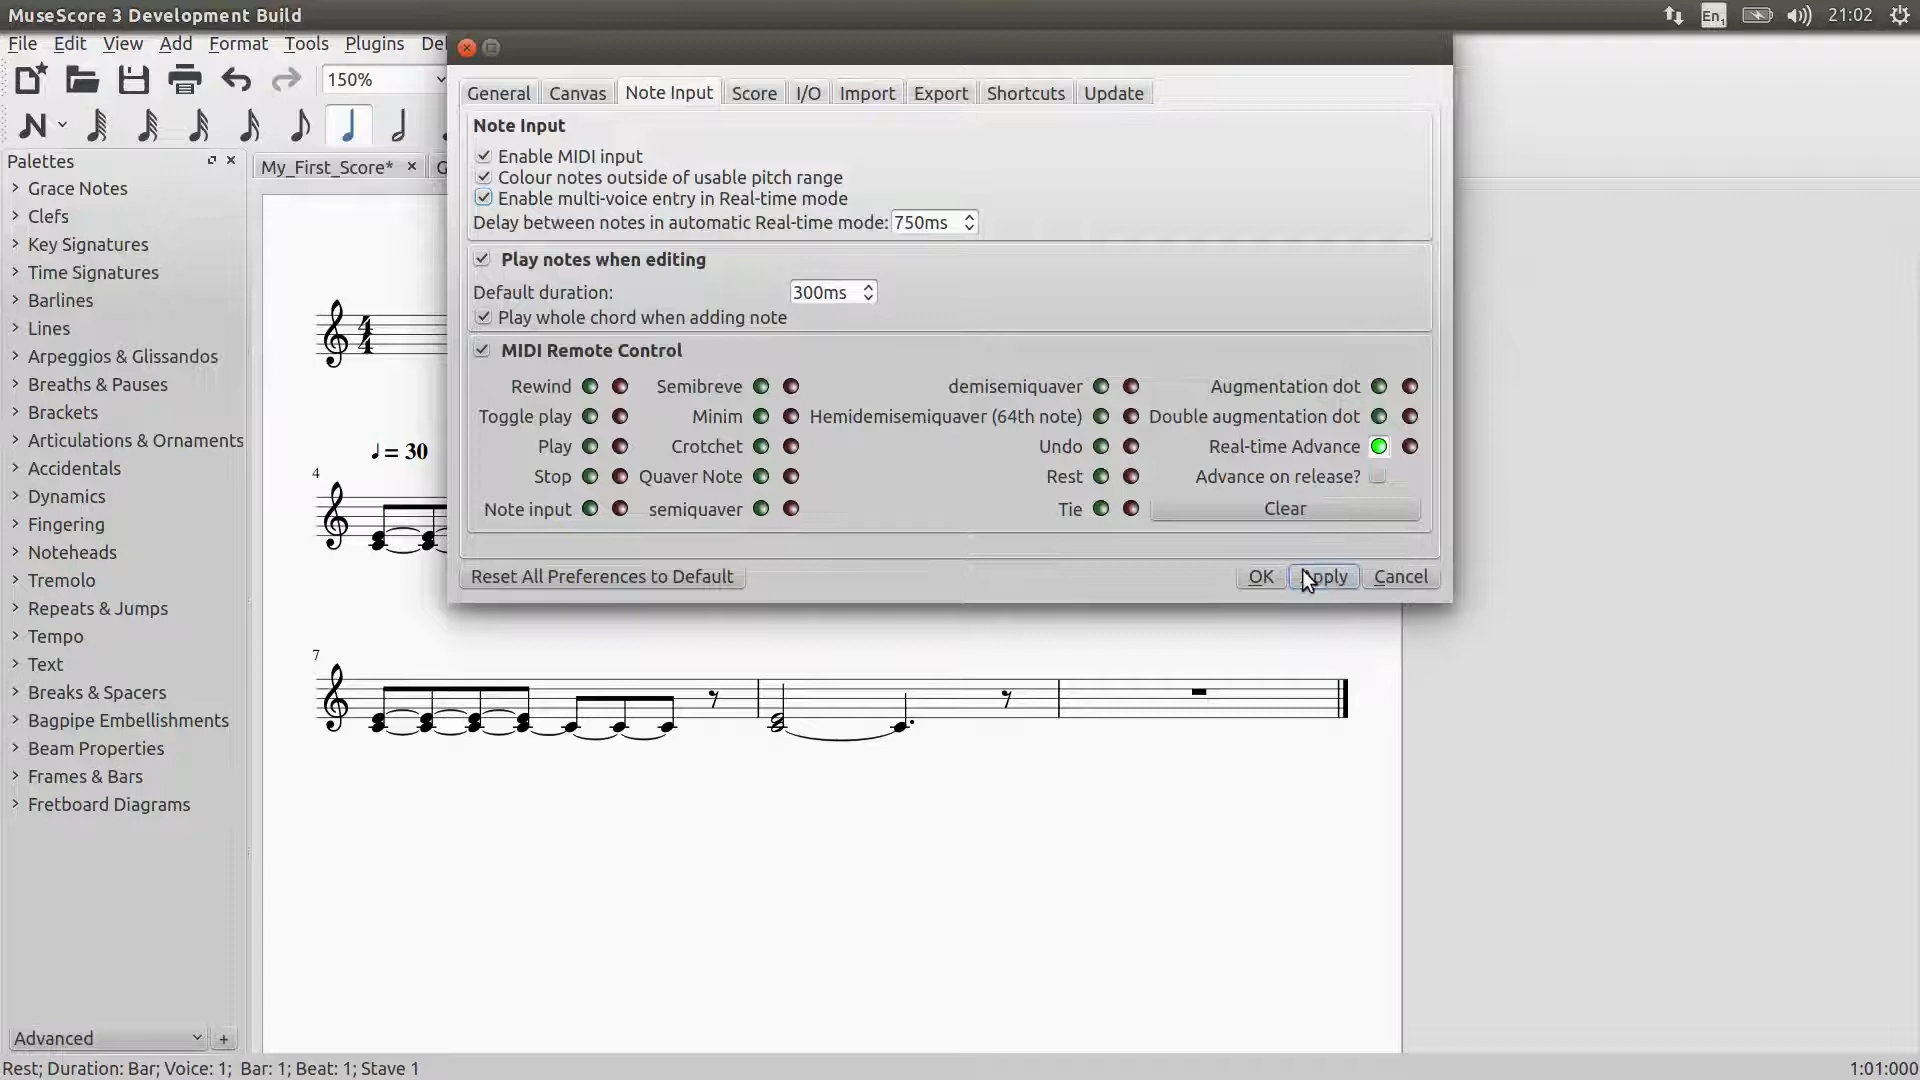 MuseScore 3 Development Build
En1
21:02
File Edit View Add Format Tools Plugins
150%
Palettes
My_First_Score*
Grace Notes
Clefs
Key Signatures
Time Signatures
Barlines
Lines
Arpeggios & Glissandos
Breaths & Pauses
Brackets
Articulations & Ornaments
Accidentals
Dynamics
Fingering
Noteheads
Tremolo
Repeats & Jumps
Tempo
Text
Breaks & Spacers
Bagpipe Embellishments
Beam Properties
Frames & Bars
Fretboard Diagrams
Advanced
+
General Canvas Note Input Score I/O Import Export Shortcuts Update
Note Input
Enable MIDI input
Colour notes outside of usable pitch range
Enable multi-voice entry in Real-time mode
Delay between notes in automatic Real-time mode: 750ms
Play notes when editing
Default duration: 300ms
Play whole chord when adding note
MIDI Remote Control
Rewind Semibreve demisemiquaver Augmentation dot
Toggle play Minim Hemidemisemiquaver (64th note) Double augmentation dot
Play Crotchet Undo Real-time Advance
Stop Quaver Note Rest Advance on release?
Note input semiquaver Tie Clear
Reset All Preferences to Default OK Apply Cancel
4
4
= 30
4
7
Rest; Duration: Bar; Voice: 1; Bar: 1; Beat: 1; Stave 1
1:01:000